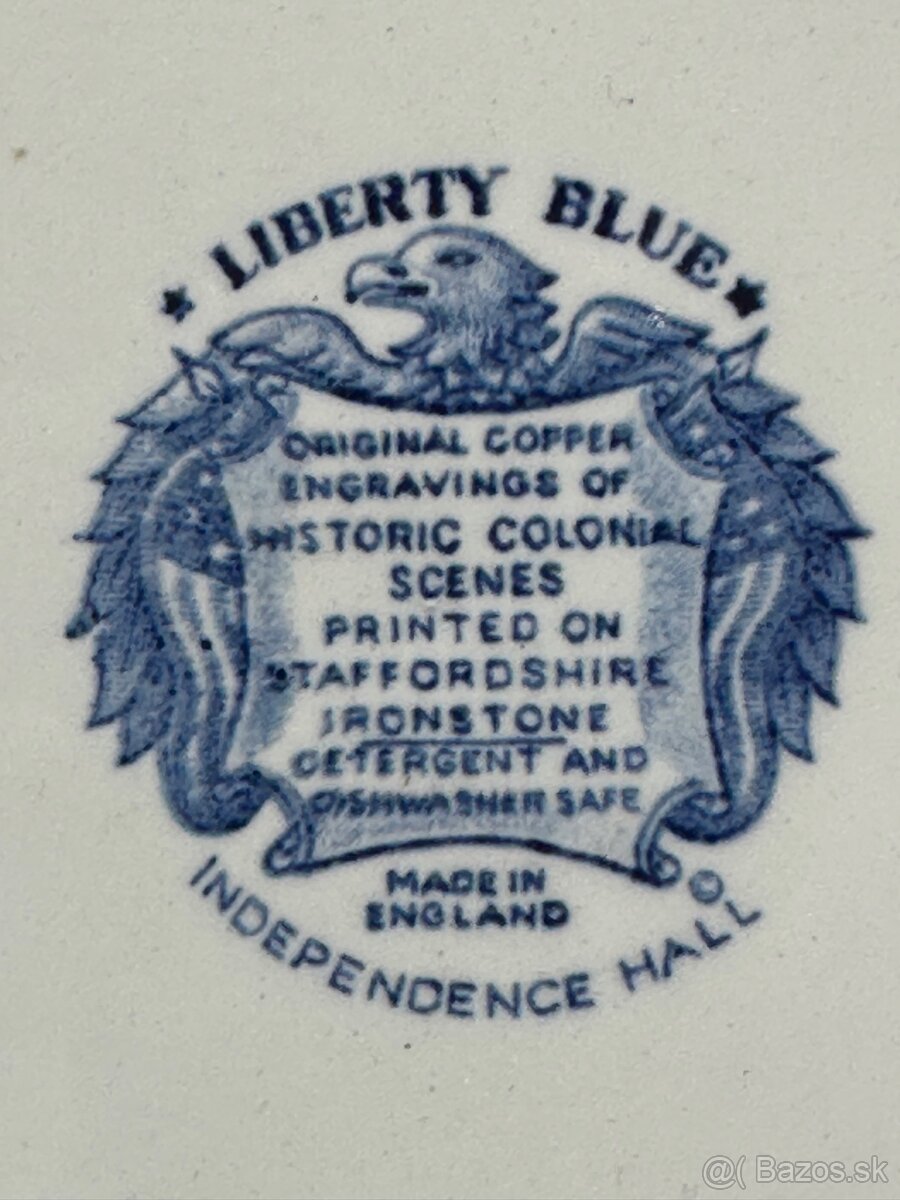 ★ LIBERTY BLUE ★
ORIGINAL COPPER
ENGRAVINGS OF
HISTORIC COLONIAL
SCENES
PRINTED ON
STAFFORDSHIRE
IRONSTONE
DETERGENT AND
DISHWASHER SAFE
MADE IN
ENGLAND
©
INDEPENDENCE HALL
@( Bazos.sk